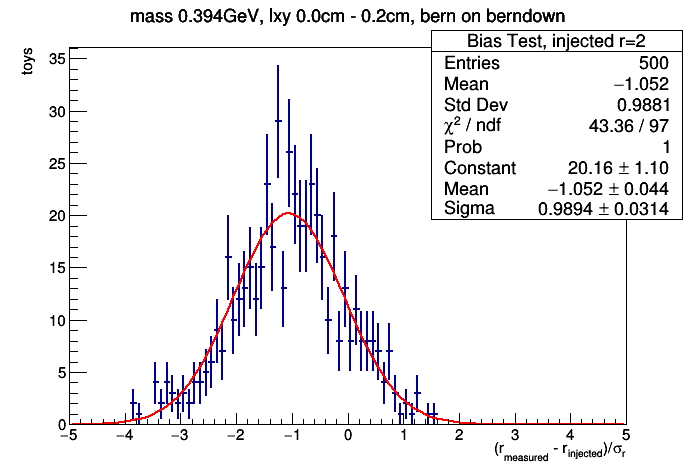 mass 0.394GeV, lxy 0.0cm - 0.2cm, bern on berndown
toys
Bias Test, injected r=2
Entries 500
Mean −1.052
Std Dev 0.9881
χ² / ndf 43.36 / 97
Prob 1
Constant 20.16 ± 1.10
Mean −1.052 ± 0.044
Sigma 0.9894 ± 0.0314
35
30
25
20
15
10
5
0
−5 −4 −3 −2 −1 0 1 2 3 4 5
(r_measured - r_injected)/σ_r